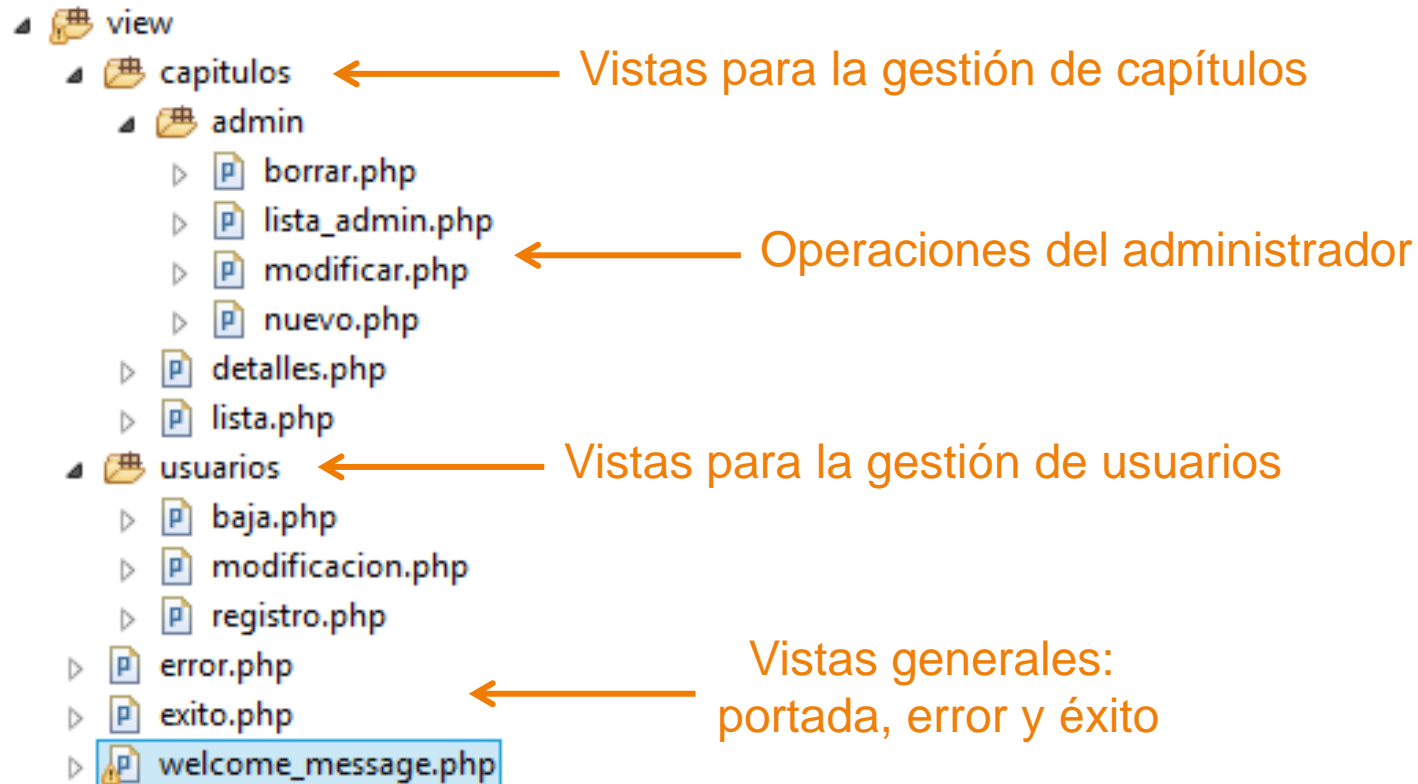 view
capitulos
Vistas para la gestión de capítulos
admin
borrar.php
lista_admin.php
Operaciones del administrador
modificar.php
nuevo.php
detalles.php
lista.php
usuarios
Vistas para la gestión de usuarios
baja.php
modificacion.php
registro.php
error.php
exito.php
Vistas generales:
portada, error y éxito
welcome_message.php